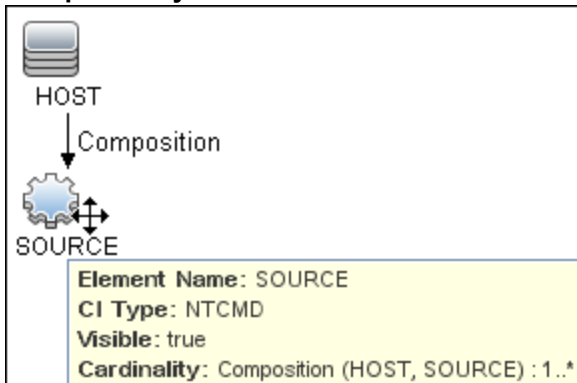 HOST
Composition
SOURCE
Element Name: SOURCE
CI Type: NTCMD
Visible: true
Cardinality: Composition (HOST, SOURCE) : 1..*